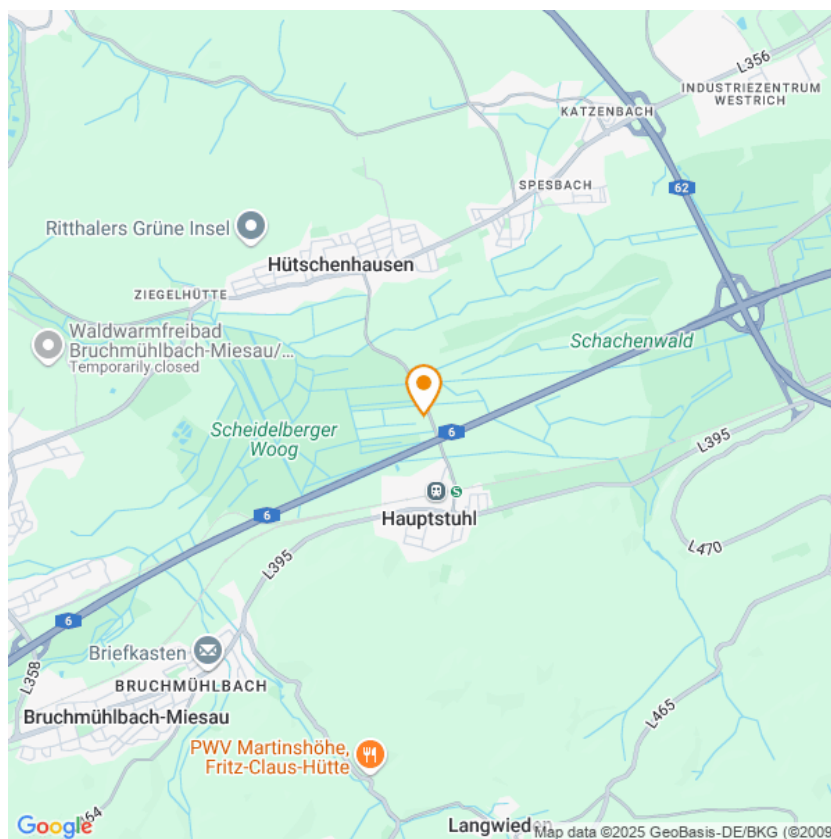 L356
INDUSTRIEZENTRUM
WESTRICH
KATZENBACH
SPESBACH
62
Ritthalers Grüne Insel
Hütschenhausen
ZIEGELHÜTTE
Waldwarmfreibad
Bruchmühlbach-Miesau/...
Temporarily closed
Schachenwald
Scheidelberger
Woog
6
L395
S
6
Hauptstuhl
L470
L395
6
Briefkasten
L358
BRUCHMÜHLBACH
Bruchmühlbach-Miesau
L465
PWV Martinshöhe,
Fritz-Claus-Hütte
Google
Langwieden
Map data ©2025 GeoBasis-DE/BKG (©2009